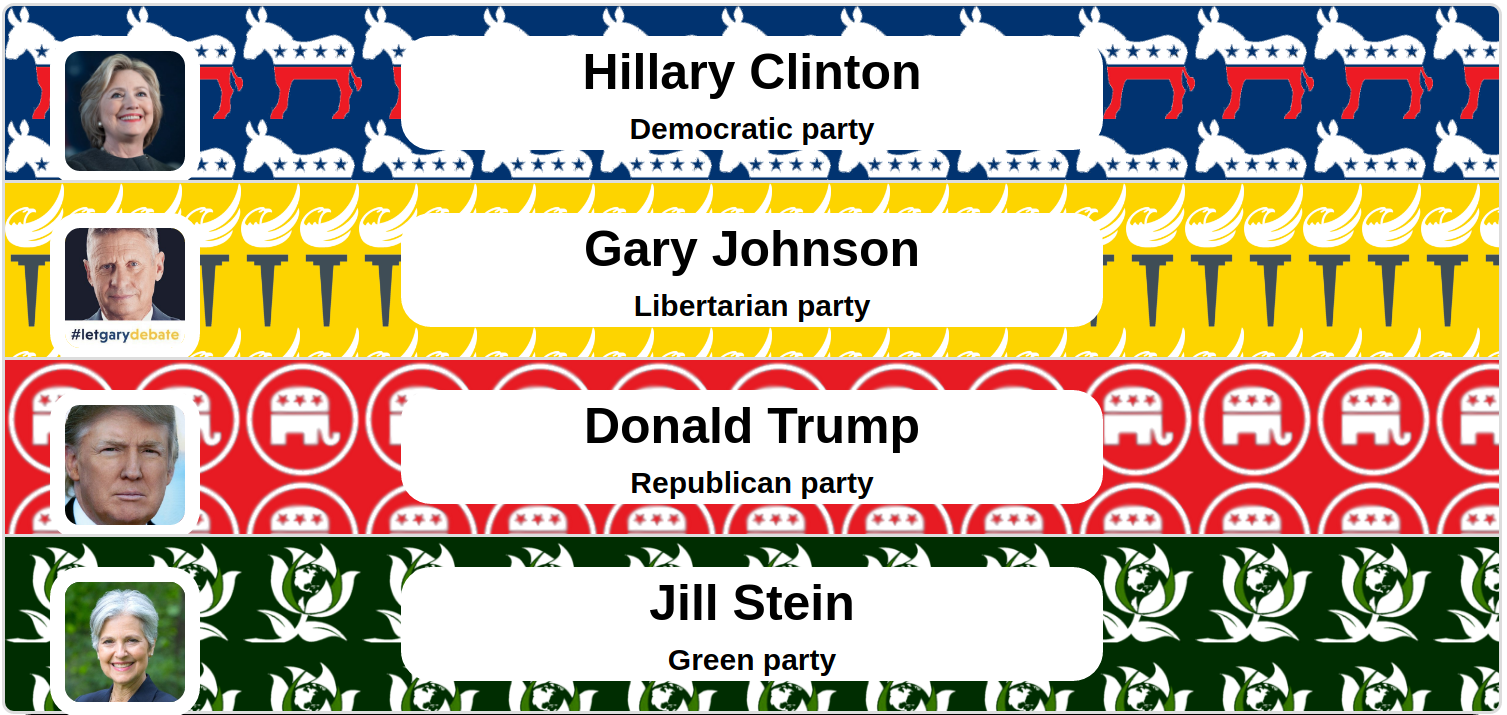 Hillary Clinton
Democratic party
Gary Johnson
Libertarian party
#letgarydebate
Donald Trump
Republican party
Jill Stein
Green party